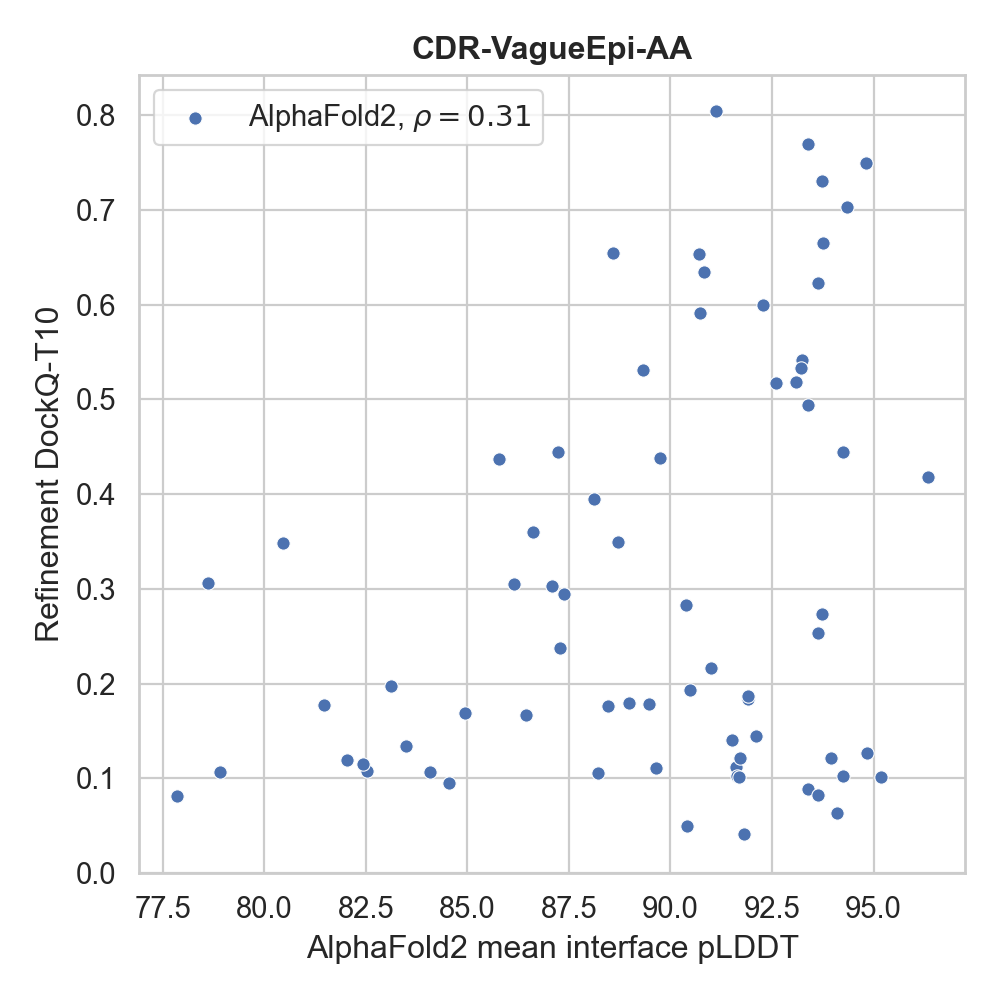 CDR-VagueEpi-AA
AlphaFold2, ρ = 0.31
Refinement DockQ-T10
0.8
0.7
0.6
0.5
0.4
0.3
0.2
0.1
0.0
77.5 80.0 82.5 85.0 87.5 90.0 92.5 95.0
AlphaFold2 mean interface pLDDT